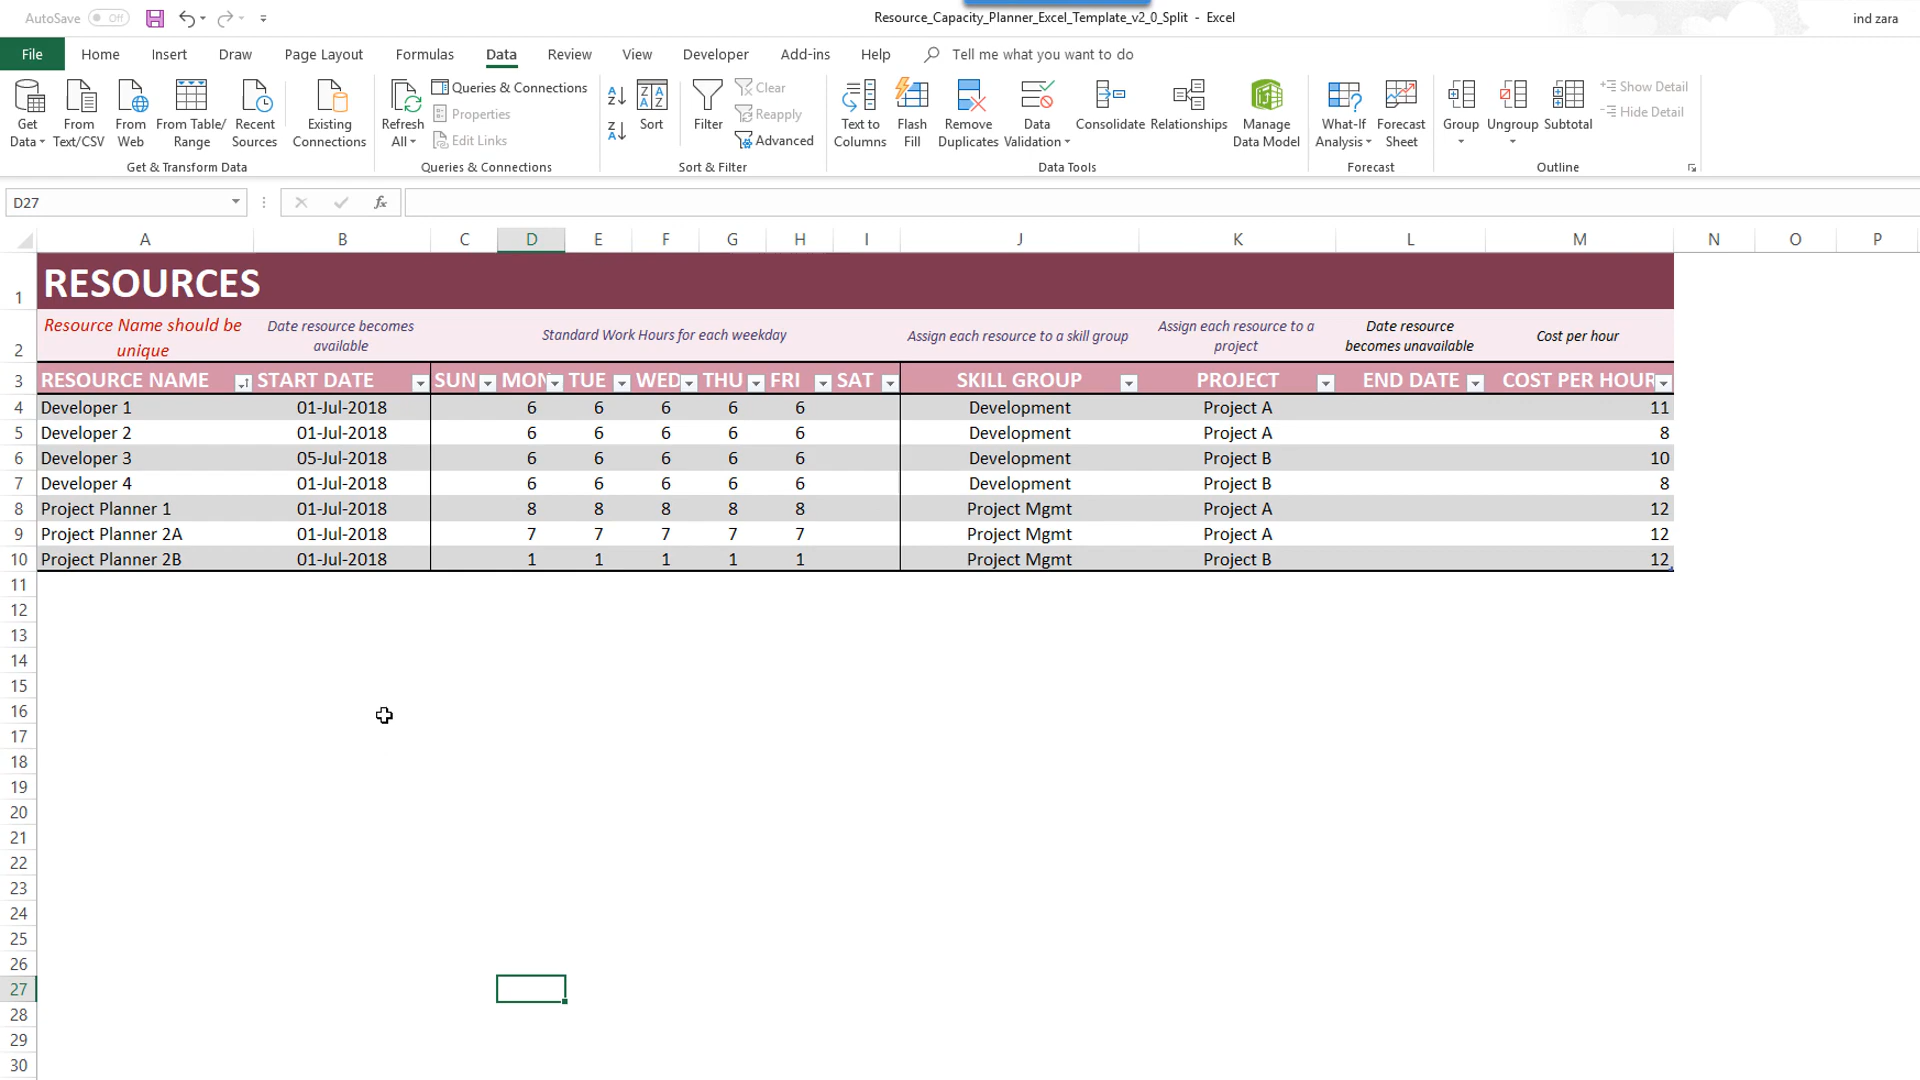 AutoSave Off Resource_Capacity_Planner_Excel_Template_v2_0_Split - Excel ind zara
File Home Insert Draw Page Layout Formulas Data Review View Developer Add-ins Help Tell me what you want to do
Get Data From Text/CSV From Web From Table/ Range Recent Sources Existing Connections
Get & Transform Data
Refresh All Queries & Connections Properties Edit Links
Queries & Connections
Sort Filter Clear Reapply Advanced
Sort & Filter
Text to Columns Flash Fill Remove Duplicates Data Validation Consolidate Relationships Manage Data Model
Data Tools
What-If Analysis Forecast Sheet
Forecast
Group Ungroup Subtotal Show Detail Hide Detail
Outline
D27 fx
A B C D E F G H I J K L M N O P
1 RESOURCES
2 Resource Name should be unique Date resource becomes available Standard Work Hours for each weekday Assign each resource to a skill group Assign each resource to a project Date resource becomes unavailable Cost per hour
3 RESOURCE NAME START DATE SUN MON TUE WED THU FRI SAT SKILL GROUP PROJECT END DATE COST PER HOUR
4 Developer 1 01-Jul-2018 6 6 6 6 6 Development Project A 11
5 Developer 2 01-Jul-2018 6 6 6 6 6 Development Project A 8
6 Developer 3 05-Jul-2018 6 6 6 6 6 Development Project B 10
7 Developer 4 01-Jul-2018 6 6 6 6 6 Development Project B 8
8 Project Planner 1 01-Jul-2018 8 8 8 8 8 Project Mgmt Project A 12
9 Project Planner 2A 01-Jul-2018 7 7 7 7 7 Project Mgmt Project A 12
10 Project Planner 2B 01-Jul-2018 1 1 1 1 1 Project Mgmt Project B 12
11
12
13
14
15
16
17
18
19
20
21
22
23
24
25
26
27
28
29
30